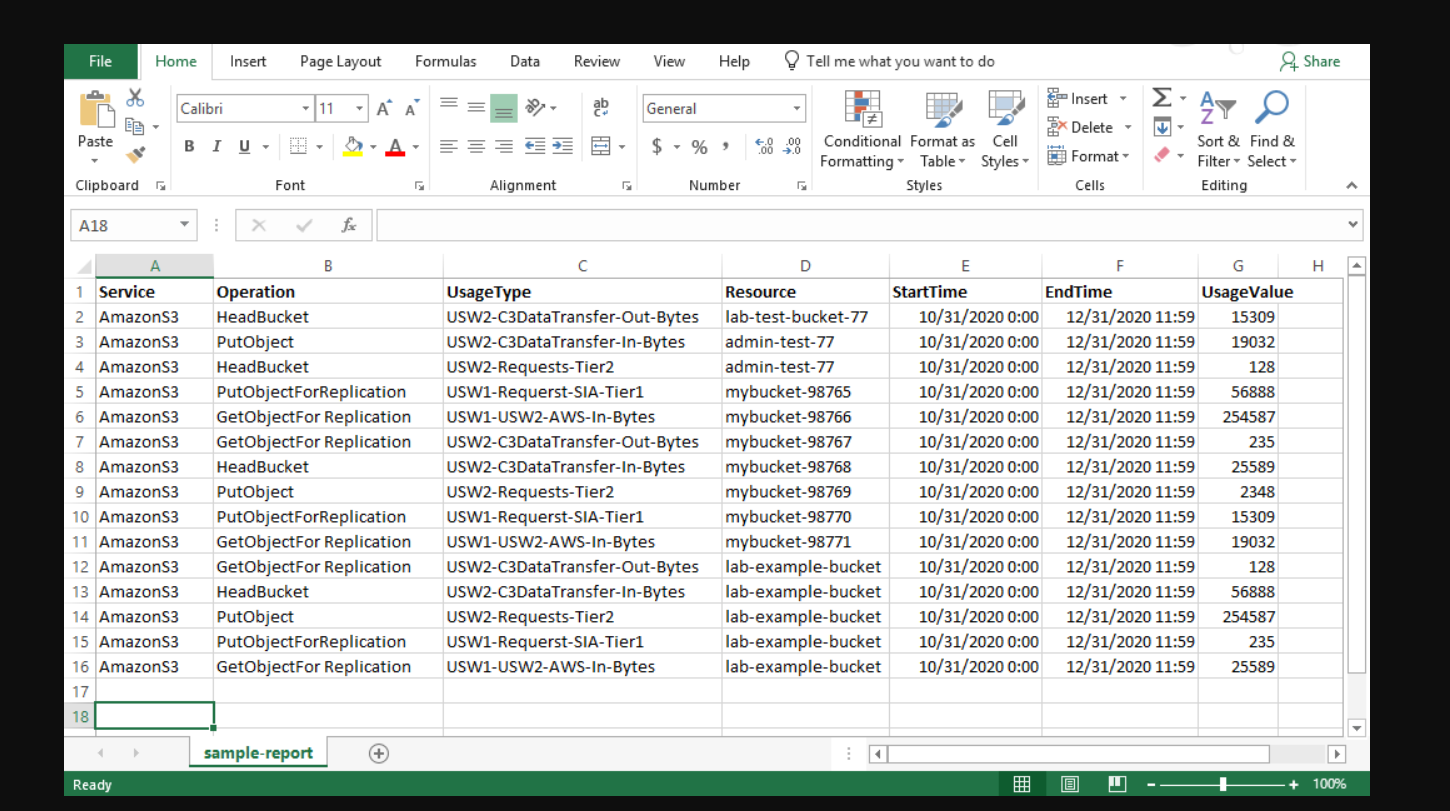 File Home Insert Page Layout Formulas Data Review View Help Tell me what you want to do Share
Paste Calibri 11 A A ab General Conditional Formatting Format as Table Cell Styles Insert Delete Format Sort & Filter Find & Select
B I U A $ % , .00 .0 .00 .0
Clipboard Font Alignment Number Styles Cells Editing
A18 fx
A B C D E F G H
1 Service Operation UsageType Resource StartTime EndTime UsageValue
2 AmazonS3 HeadBucket USW2-C3DataTransfer-Out-Bytes lab-test-bucket-77 10/31/2020 0:00 12/31/2020 11:59 15309
3 AmazonS3 PutObject USW2-C3DataTransfer-In-Bytes admin-test-77 10/31/2020 0:00 12/31/2020 11:59 19032
4 AmazonS3 HeadBucket USW2-Requests-Tier2 admin-test-77 10/31/2020 0:00 12/31/2020 11:59 128
5 AmazonS3 PutObjectForReplication USW1-Requerst-SIA-Tier1 mybucket-98765 10/31/2020 0:00 12/31/2020 11:59 56888
6 AmazonS3 GetObjectFor Replication USW1-USW2-AWS-In-Bytes mybucket-98766 10/31/2020 0:00 12/31/2020 11:59 254587
7 AmazonS3 GetObjectFor Replication USW2-C3DataTransfer-Out-Bytes mybucket-98767 10/31/2020 0:00 12/31/2020 11:59 235
8 AmazonS3 HeadBucket USW2-C3DataTransfer-In-Bytes mybucket-98768 10/31/2020 0:00 12/31/2020 11:59 25589
9 AmazonS3 PutObject USW2-Requests-Tier2 mybucket-98769 10/31/2020 0:00 12/31/2020 11:59 2348
10 AmazonS3 PutObjectForReplication USW1-Requerst-SIA-Tier1 mybucket-98770 10/31/2020 0:00 12/31/2020 11:59 15309
11 AmazonS3 GetObjectFor Replication USW1-USW2-AWS-In-Bytes mybucket-98771 10/31/2020 0:00 12/31/2020 11:59 19032
12 AmazonS3 GetObjectFor Replication USW2-C3DataTransfer-Out-Bytes lab-example-bucket 10/31/2020 0:00 12/31/2020 11:59 128
13 AmazonS3 HeadBucket USW2-C3DataTransfer-In-Bytes lab-example-bucket 10/31/2020 0:00 12/31/2020 11:59 56888
14 AmazonS3 PutObject USW2-Requests-Tier2 lab-example-bucket 10/31/2020 0:00 12/31/2020 11:59 254587
15 AmazonS3 PutObjectForReplication USW1-Requerst-SIA-Tier1 lab-example-bucket 10/31/2020 0:00 12/31/2020 11:59 235
16 AmazonS3 GetObjectFor Replication USW1-USW2-AWS-In-Bytes lab-example-bucket 10/31/2020 0:00 12/31/2020 11:59 25589
17
18
sample-report
Ready 100%